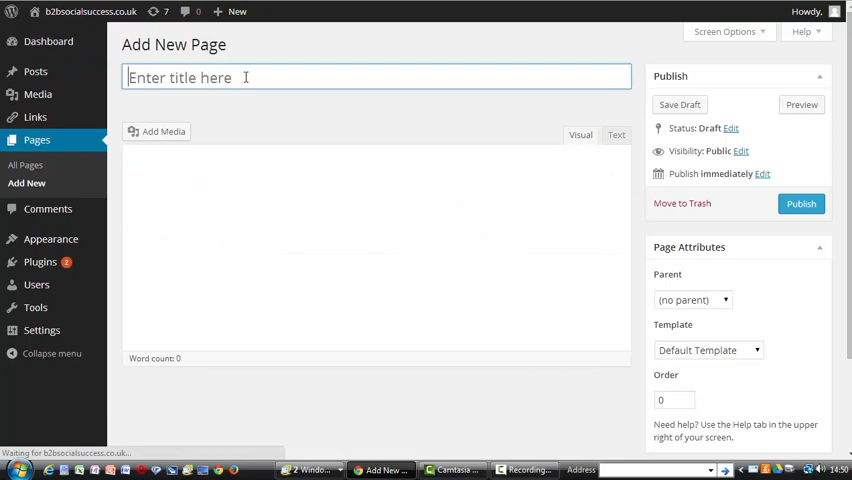 b2bsocialsuccess.co.uk 7 0 New Howdy,
Screen Options Help
Dashboard
Posts
Media
Links
Pages
All Pages
Add New
Comments
Appearance
Plugins 2
Users
Tools
Settings
Collapse menu
Add New Page
Enter title here
Add Media
Visual Text
Word count: 0
Publish
Save Draft Preview
Status: Draft Edit
Visibility: Public Edit
Publish immediately Edit
Move to Trash Publish
Page Attributes
Parent
(no parent)
Template
Default Template
Order
0
Need help? Use the Help tab in the upper
right of your screen.
Waiting for b2bsocialsuccess.co.uk...
2 Windo... Add New ... Camtasia ... Recording... Address 14:50